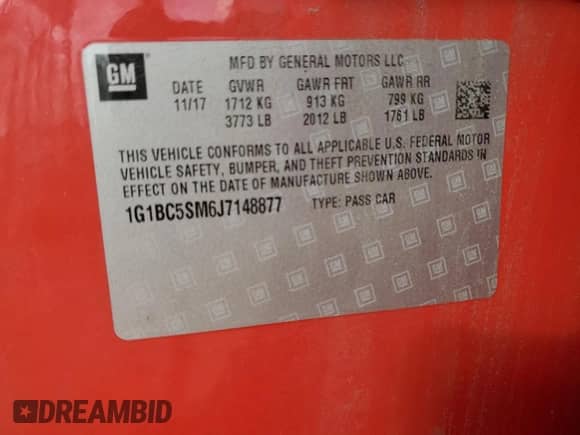 GM
MFD BY GENERAL MOTORS LLC
DATE GVWR GAWR FRT GAWR RR
11/17 1712 KG 913 KG 799 KG
3773 LB 2012 LB 1761 LB
THIS VEHICLE CONFORMS TO ALL APPLICABLE U.S. FEDERAL MOTOR
VEHICLE SAFETY, BUMPER, AND THEFT PREVENTION STANDARDS IN
EFFECT ON THE DATE OF MANUFACTURE SHOWN ABOVE.
1G1BC5SM6J7148877 TYPE: PASS CAR
DREAMBID